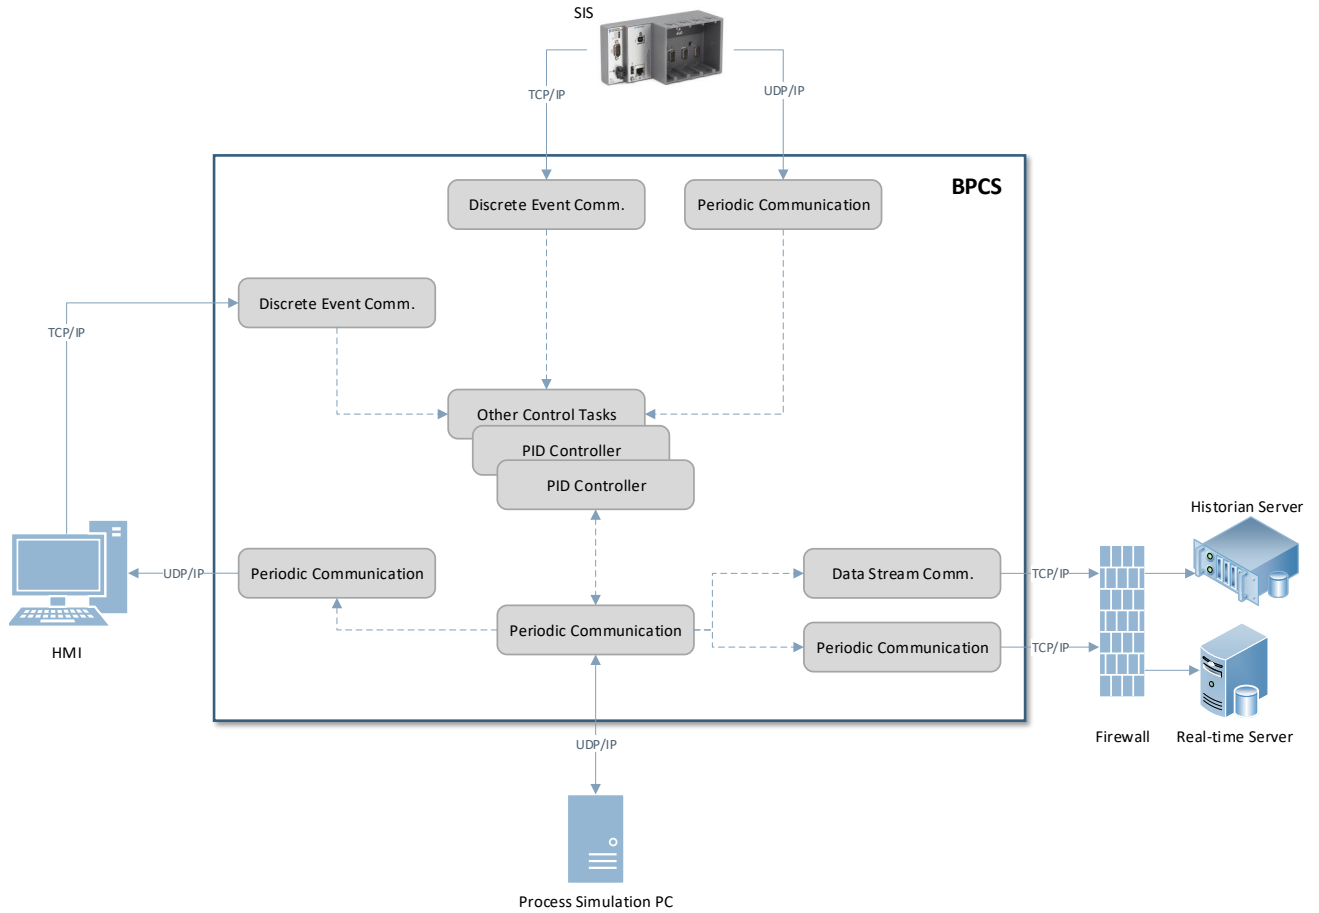 SIS
TCP/IP
UDP/IP
BPCS
Discrete Event Comm.
Periodic Communication
Discrete Event Comm.
TCP/IP
Other Control Tasks
PID Controller
PID Controller
Historian Server
UDP/IP
Periodic Communication
Data Stream Comm.
TCP/IP
Periodic Communication
Periodic Communication
TCP/IP
HMI
Firewall
Real-time Server
UDP/IP
Process Simulation PC